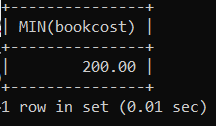 +---------------+
| MIN(bookcost) |
+---------------+
|        200.00 |
+---------------+
1 row in set (0.01 sec)